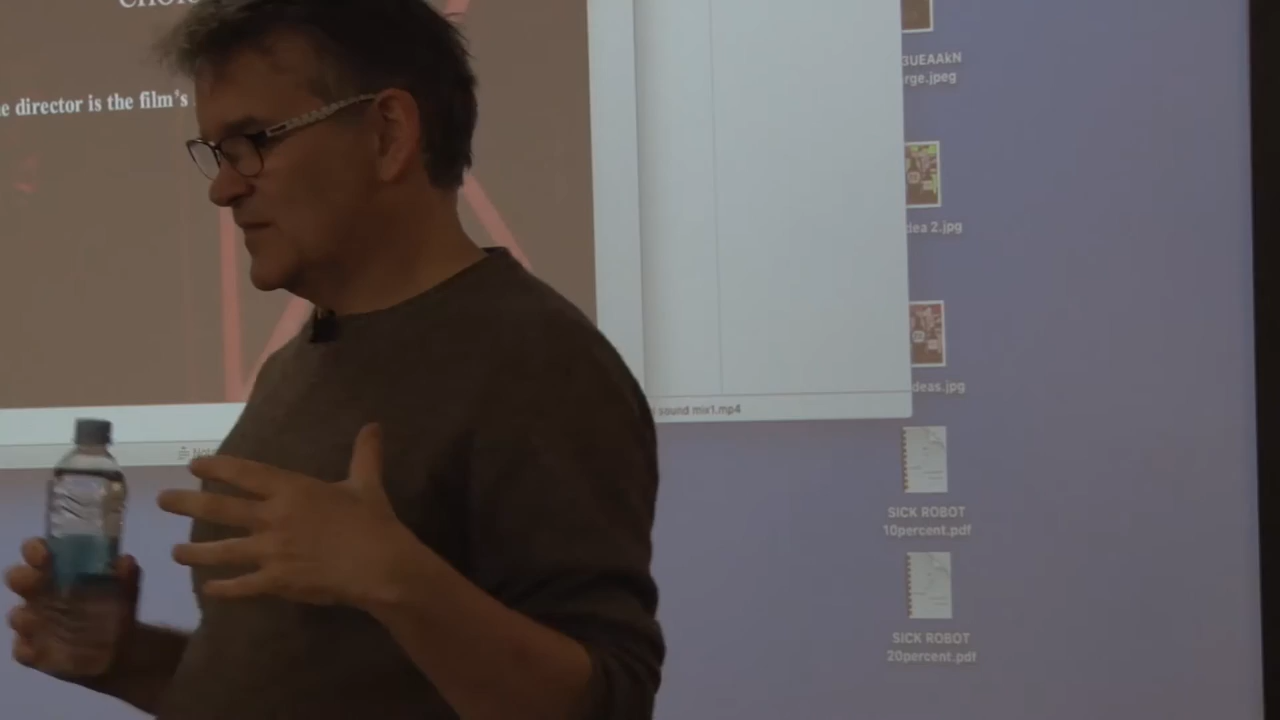 e director is the film's
3UEAAkN
rge.jpeg
dea 2.jpg
deas.jpg
sound mix1.mp4
SICK ROBOT
10percent.pdf
SICK ROBOT
20percent.pdf